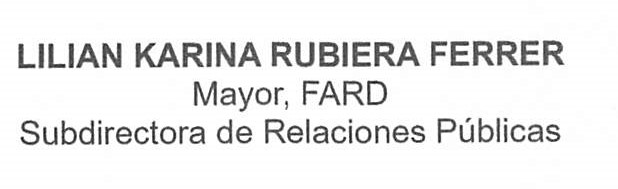 LILIAN KARINA RUBIERA FERRER
Mayor, FARD
Subdirectora de Relaciones Públicas